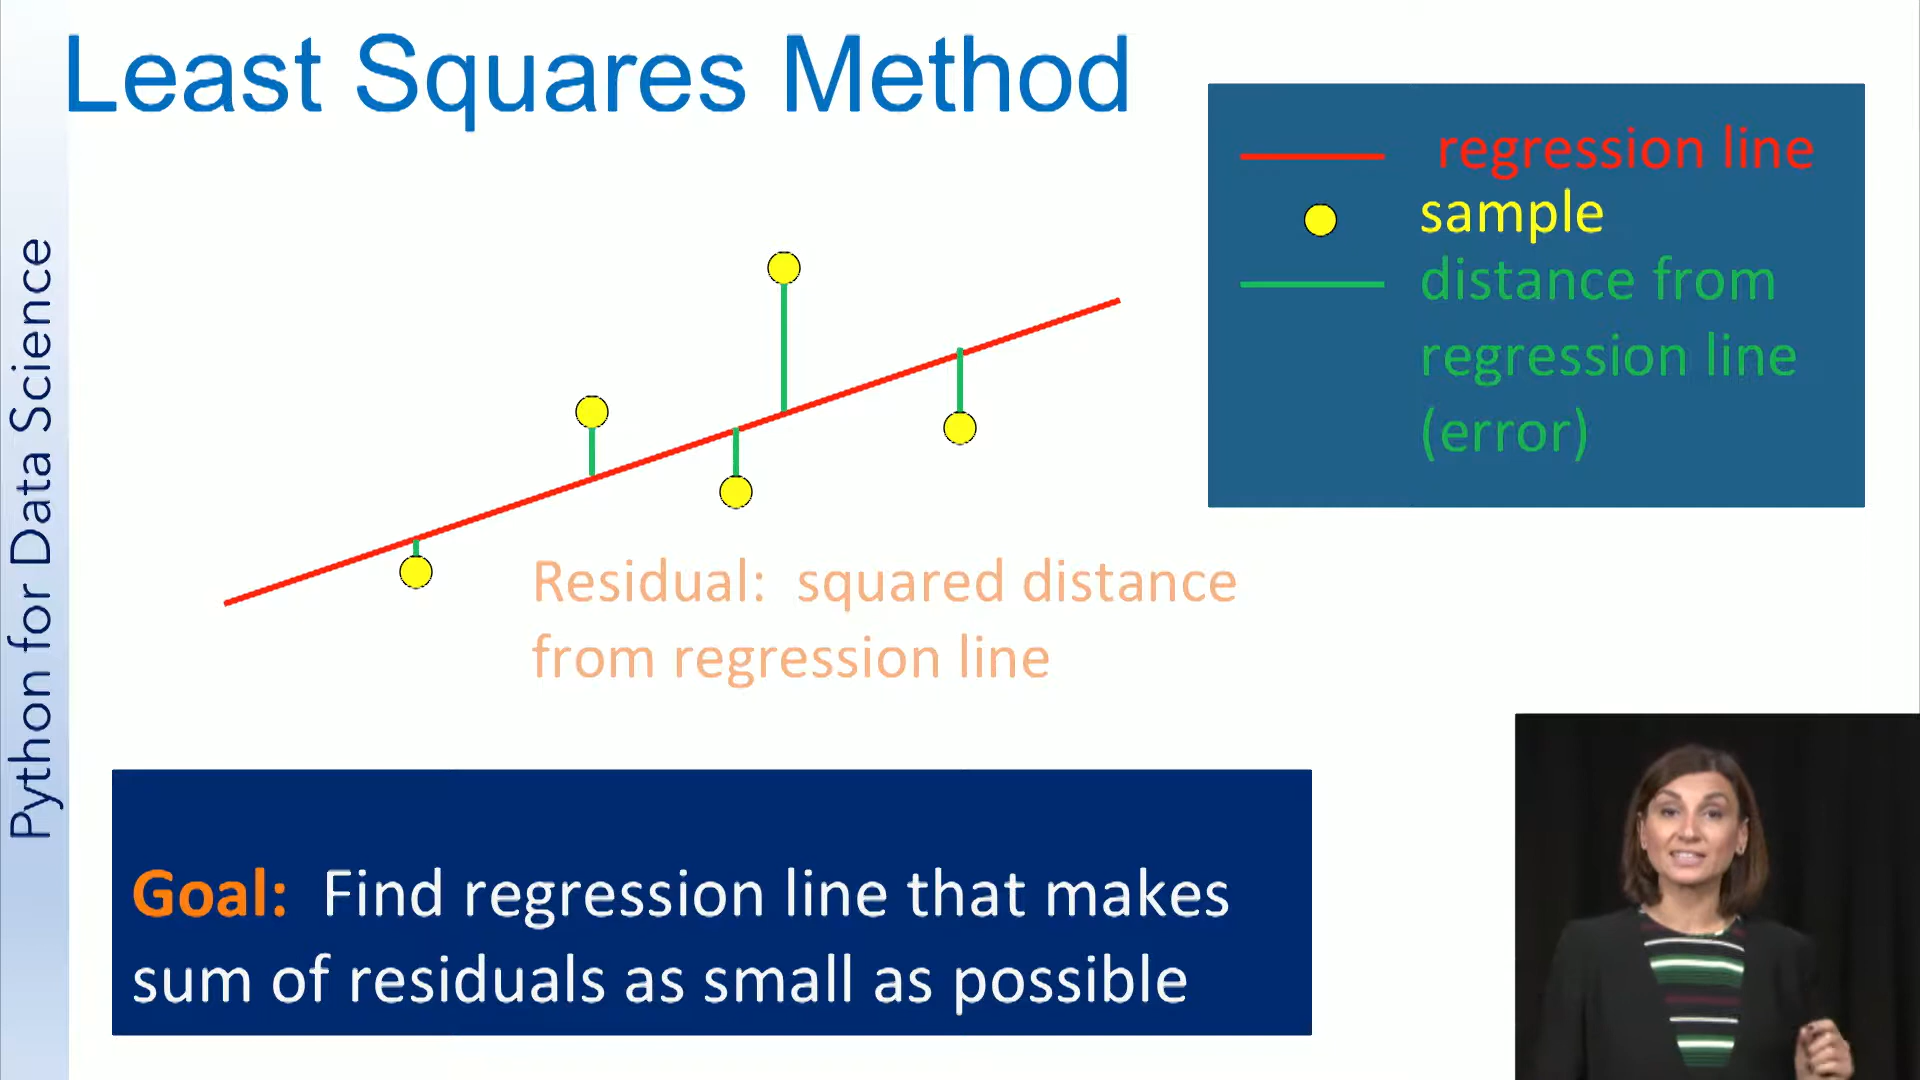 Least Squares Method
regression line
sample
distance from
regression line
(error)
Residual: squared distance
from regression line
Goal: Find regression line that makes
sum of residuals as small as possible
Python for Data Science